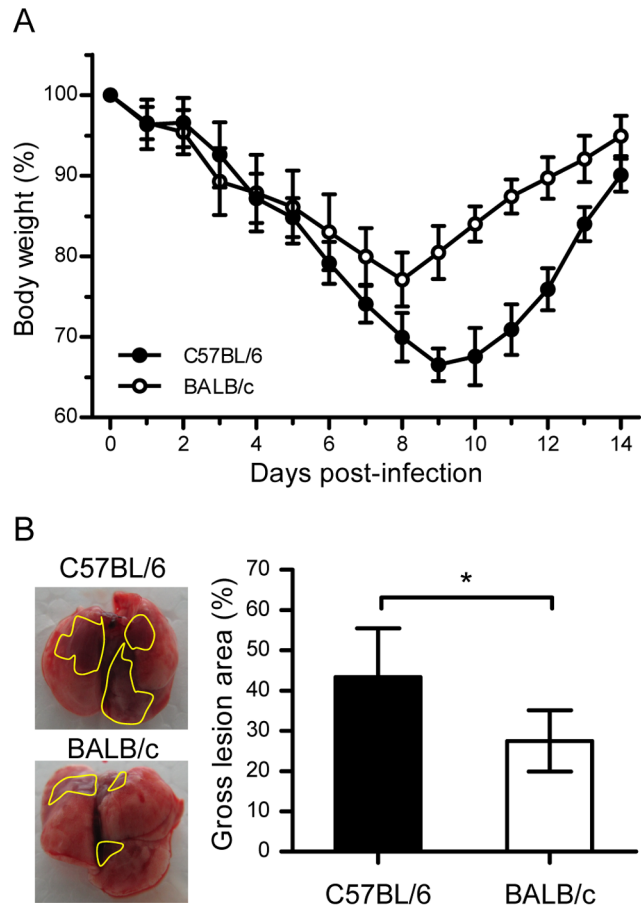 A
Body weight (%)
100
90
80
70
60
C57BL/6
BALB/c
0 2 4 6 8 10 12 14
Days post-infection
B
C57BL/6
BALB/c
Gross lesion area (%)
70
60
50
40
30
20
10
0
*
C57BL/6 BALB/c